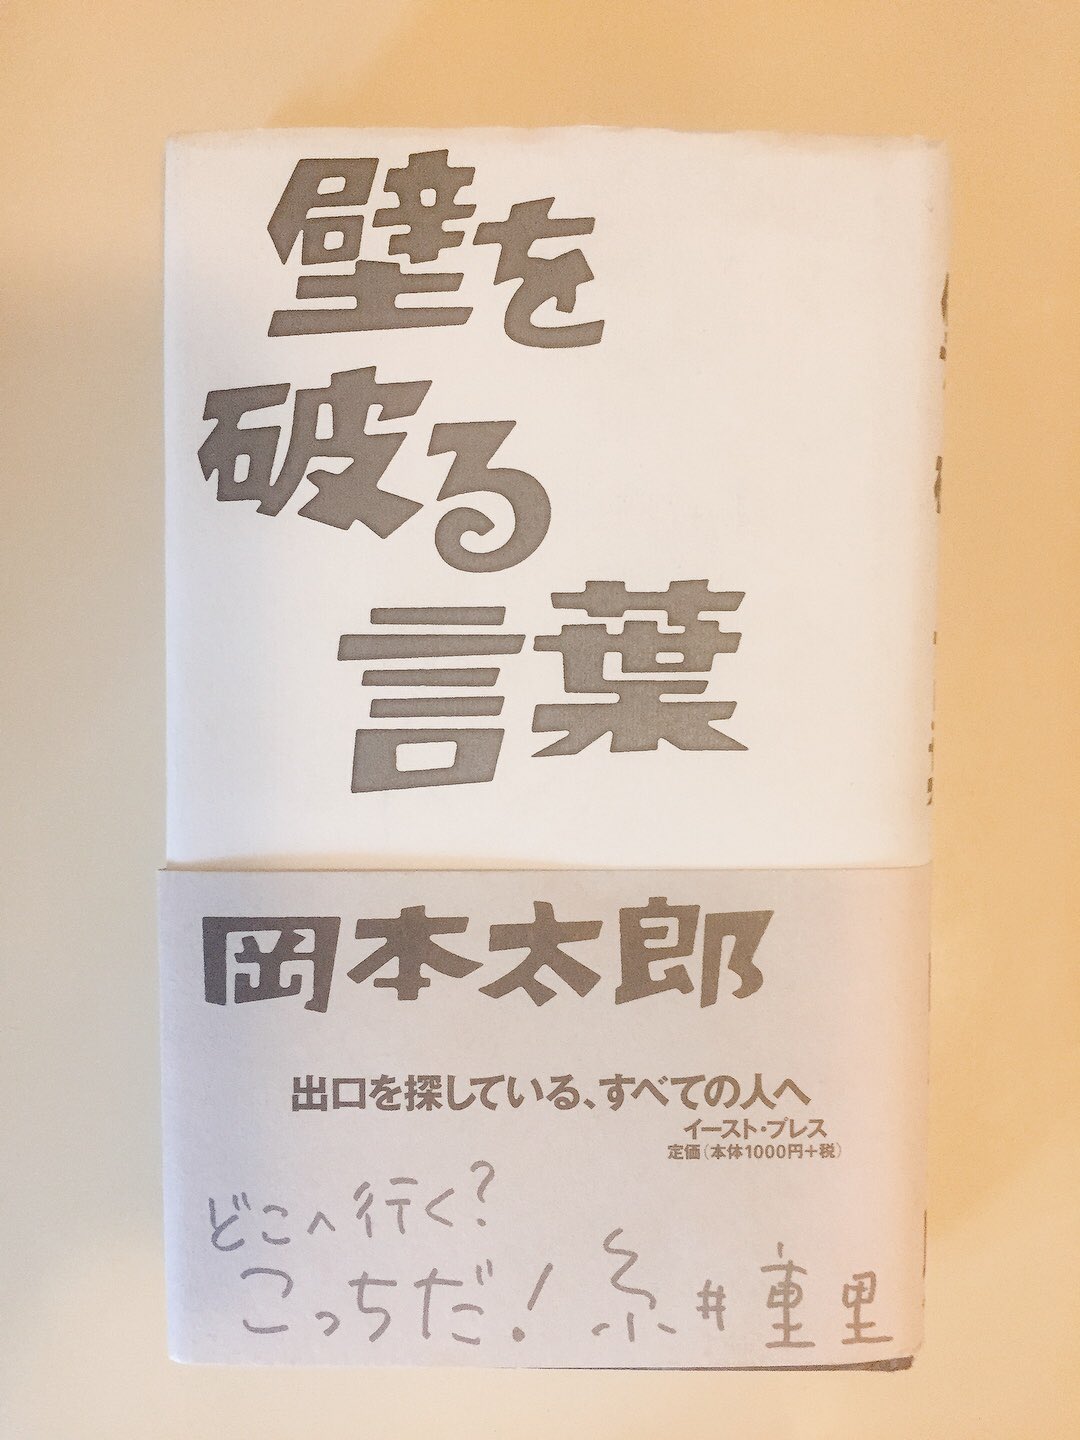 壁を
破る
言葉
岡本太郎
出口を探している、すべての人へ
イースト・プレス
定価(本体1000円+税)
どこへ行く?
こっちだ! 糸井重里